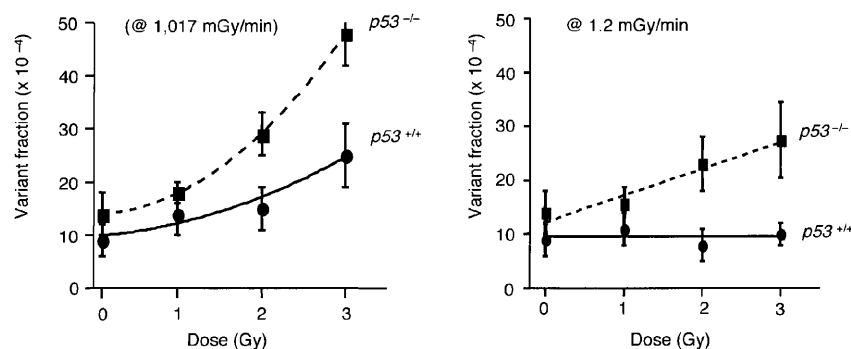 (@ 1,017 mGy/min)
p53 −/−
p53 +/+
Variant fraction (x 10 −4)
50
40
30
20
10
0
0 1 2 3
Dose (Gy)
@ 1.2 mGy/min
p53 −/−
p53 +/+
Variant fraction (x 10 −4)
50
40
30
20
10
0
0 1 2 3
Dose (Gy)